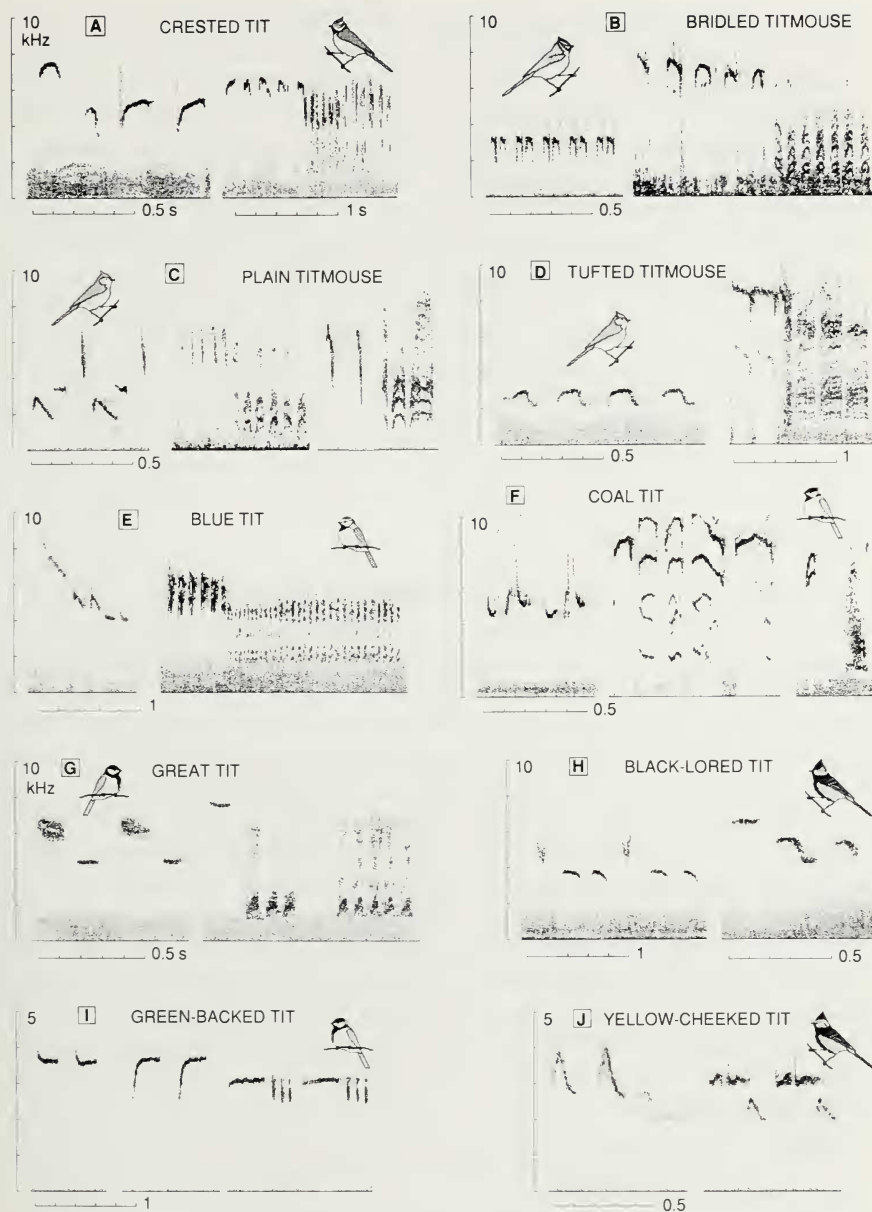 10
kHz
A
CRESTED TIT
0.5 s
1 s
10
B
BRIDLED TITMOUSE
0.5
10
C
PLAIN TITMOUSE
0.5
10
D
TUFTED TITMOUSE
0.5
1
10
E
BLUE TIT
1
10
F
COAL TIT
0.5
10
kHz
G
GREAT TIT
0.5 s
10
H
BLACK-LORED TIT
1
0.5
5
I
GREEN-BACKED TIT
1
5
J
YELLOW-CHEEKED TIT
0.5